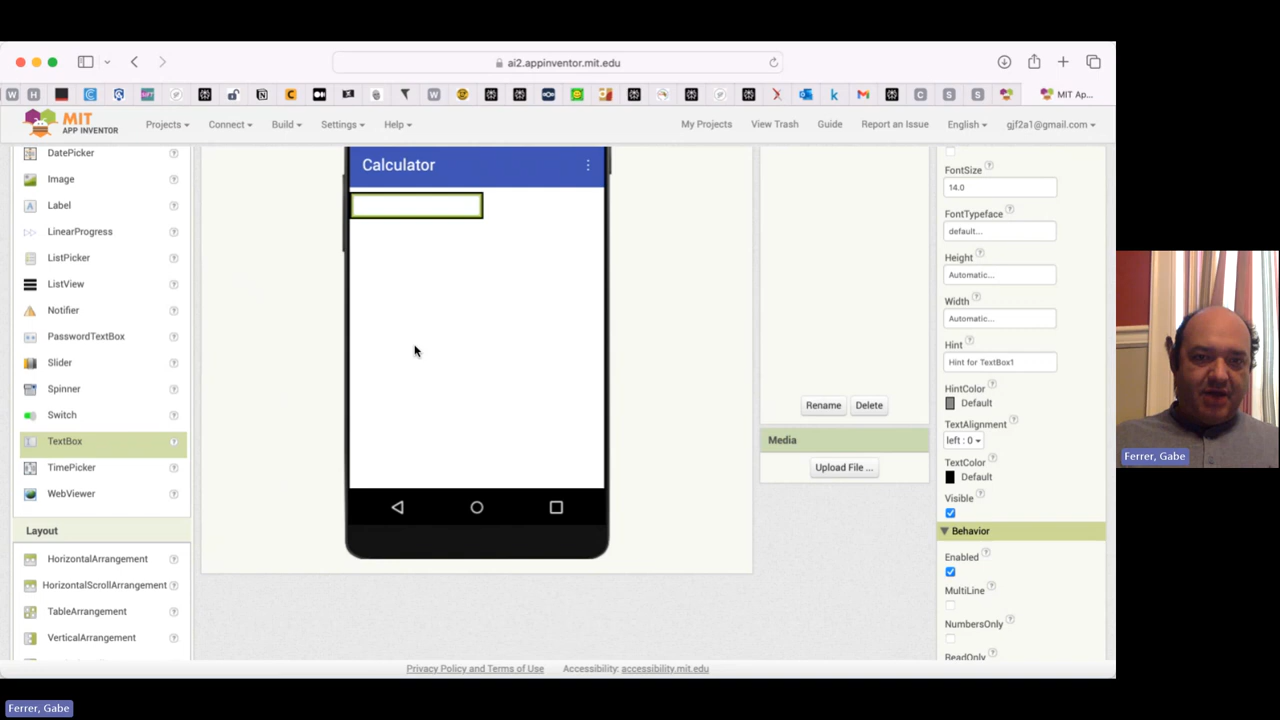 ai2.appinventor.mit.edu
MIT Ap...
MIT
APP INVENTOR
Projects
Connect
Build
Settings
Help
My Projects
View Trash
Guide
Report an Issue
English
gjf2a1@gmail.com
DatePicker
Image
Label
LinearProgress
ListPicker
ListView
Notifier
PasswordTextBox
Slider
Spinner
Switch
TextBox
TimePicker
WebViewer
Layout
HorizontalArrangement
HorizontalScrollArrangement
TableArrangement
VerticalArrangement
Calculator
Rename
Delete
Media
Upload File ...
FontSize
14.0
FontTypeface
default...
Height
Automatic...
Width
Automatic...
Hint
Hint for TextBox1
HintColor
Default
TextAlignment
left : 0
TextColor
Default
Visible
Behavior
Enabled
MultiLine
NumbersOnly
ReadOnly
Privacy Policy and Terms of Use
Accessibility: accessibility.mit.edu
Ferrer, Gabe
Ferrer, Gabe